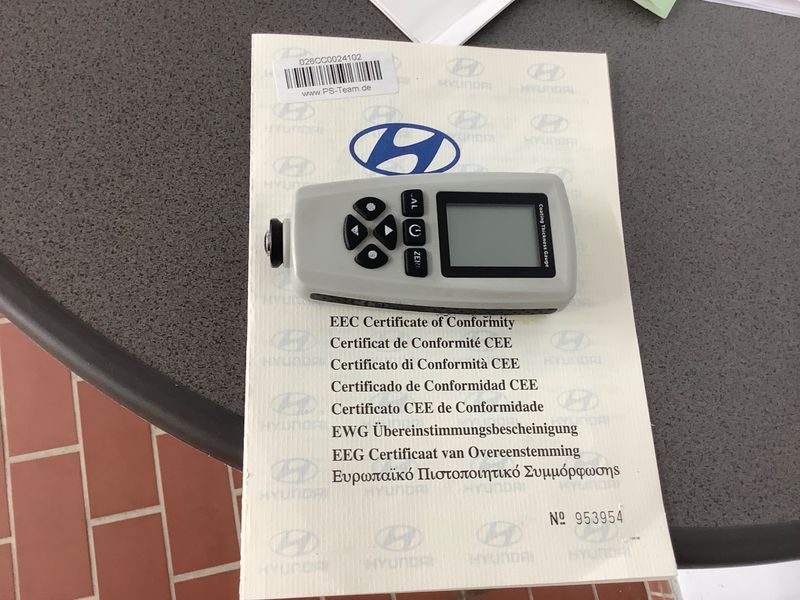 026CC0024102
www.PS-Team.de
HYUNDAI
CAL
ZERO
Coating Thickness Gauge
EEC Certificate of Conformity
Certificat de Conformité CEE
Certificato di Conformità CEE
Certificado de Conformidad CEE
Certificato CEE de Conformidade
EWG Übereinstimmungsbescheinigung
EEG Certificaat van Overeenstemming
Ευρωπαϊκό Πιστοποιητικό Συμμόρφωσης
Nº 953954